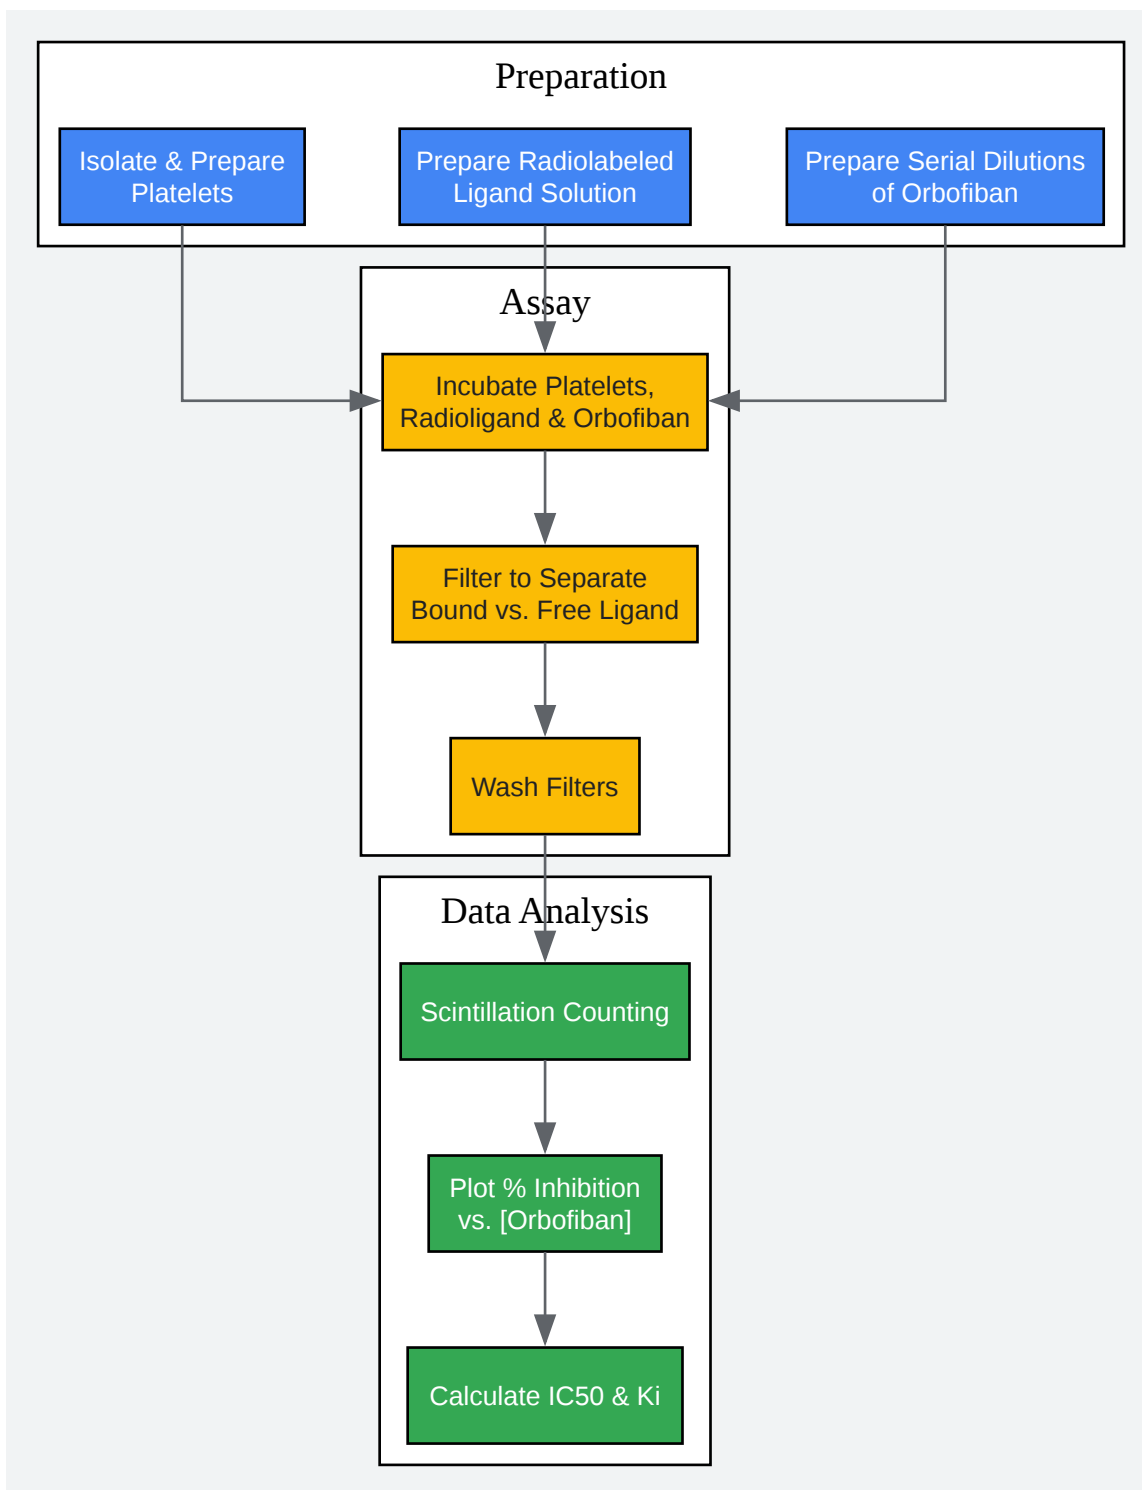 Preparation
Isolate & Prepare
Platelets
Prepare Radiolabeled
Ligand Solution
Prepare Serial Dilutions
of Orbofiban
Assay
Incubate Platelets,
Radioligand & Orbofiban
Filter to Separate
Bound vs. Free Ligand
Wash Filters
Data Analysis
Scintillation Counting
Plot % Inhibition
vs. [Orbofiban]
Calculate IC50 & Ki